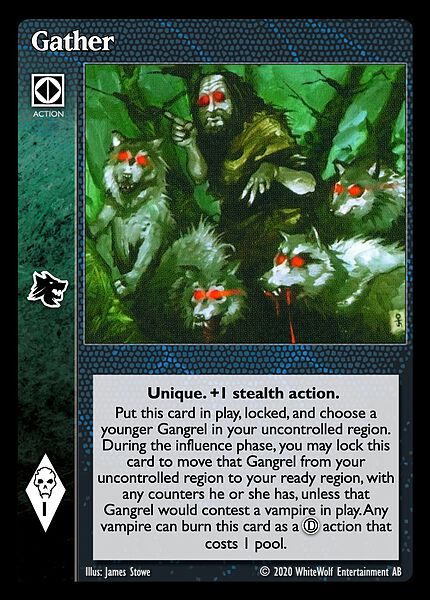 Gather
ACTION
Unique. +1 stealth action.
Put this card in play, locked, and choose a
younger Gangrel in your uncontrolled region.
During the influence phase, you may lock this
card to move that Gangrel from your
uncontrolled region to your ready region, with
any counters he or she has, unless that
Gangrel would contest a vampire in play. Any
vampire can burn this card as a Ⓓ action that
costs 1 pool.
1
Illus: James Stowe
© 2020 WhiteWolf Entertainment AB